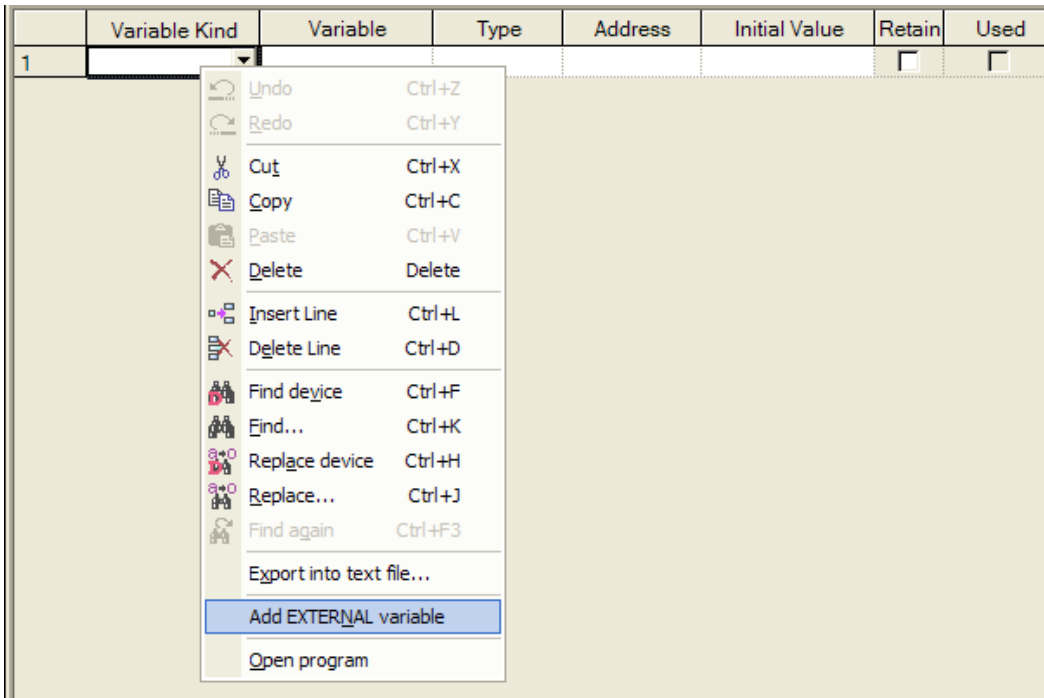 Variable Kind Variable Type Address Initial Value Retain Used
1
Undo Ctrl+Z
Redo Ctrl+Y
Cut Ctrl+X
Copy Ctrl+C
Paste Ctrl+V
Delete Delete
Insert Line Ctrl+L
Delete Line Ctrl+D
Find device Ctrl+F
Find... Ctrl+K
Replace device Ctrl+H
Replace... Ctrl+J
Find again Ctrl+F3
Export into text file...
Add EXTERNAL variable
Open program